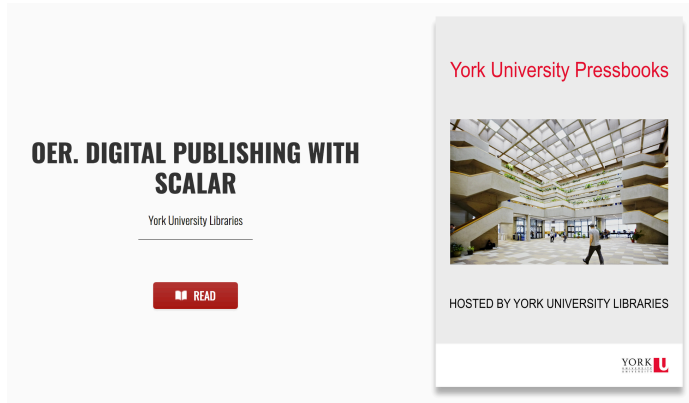 OER. DIGITAL PUBLISHING WITH
SCALAR
York University Libraries
READ
York University Pressbooks
HOSTED BY YORK UNIVERSITY LIBRARIES
YORK
U